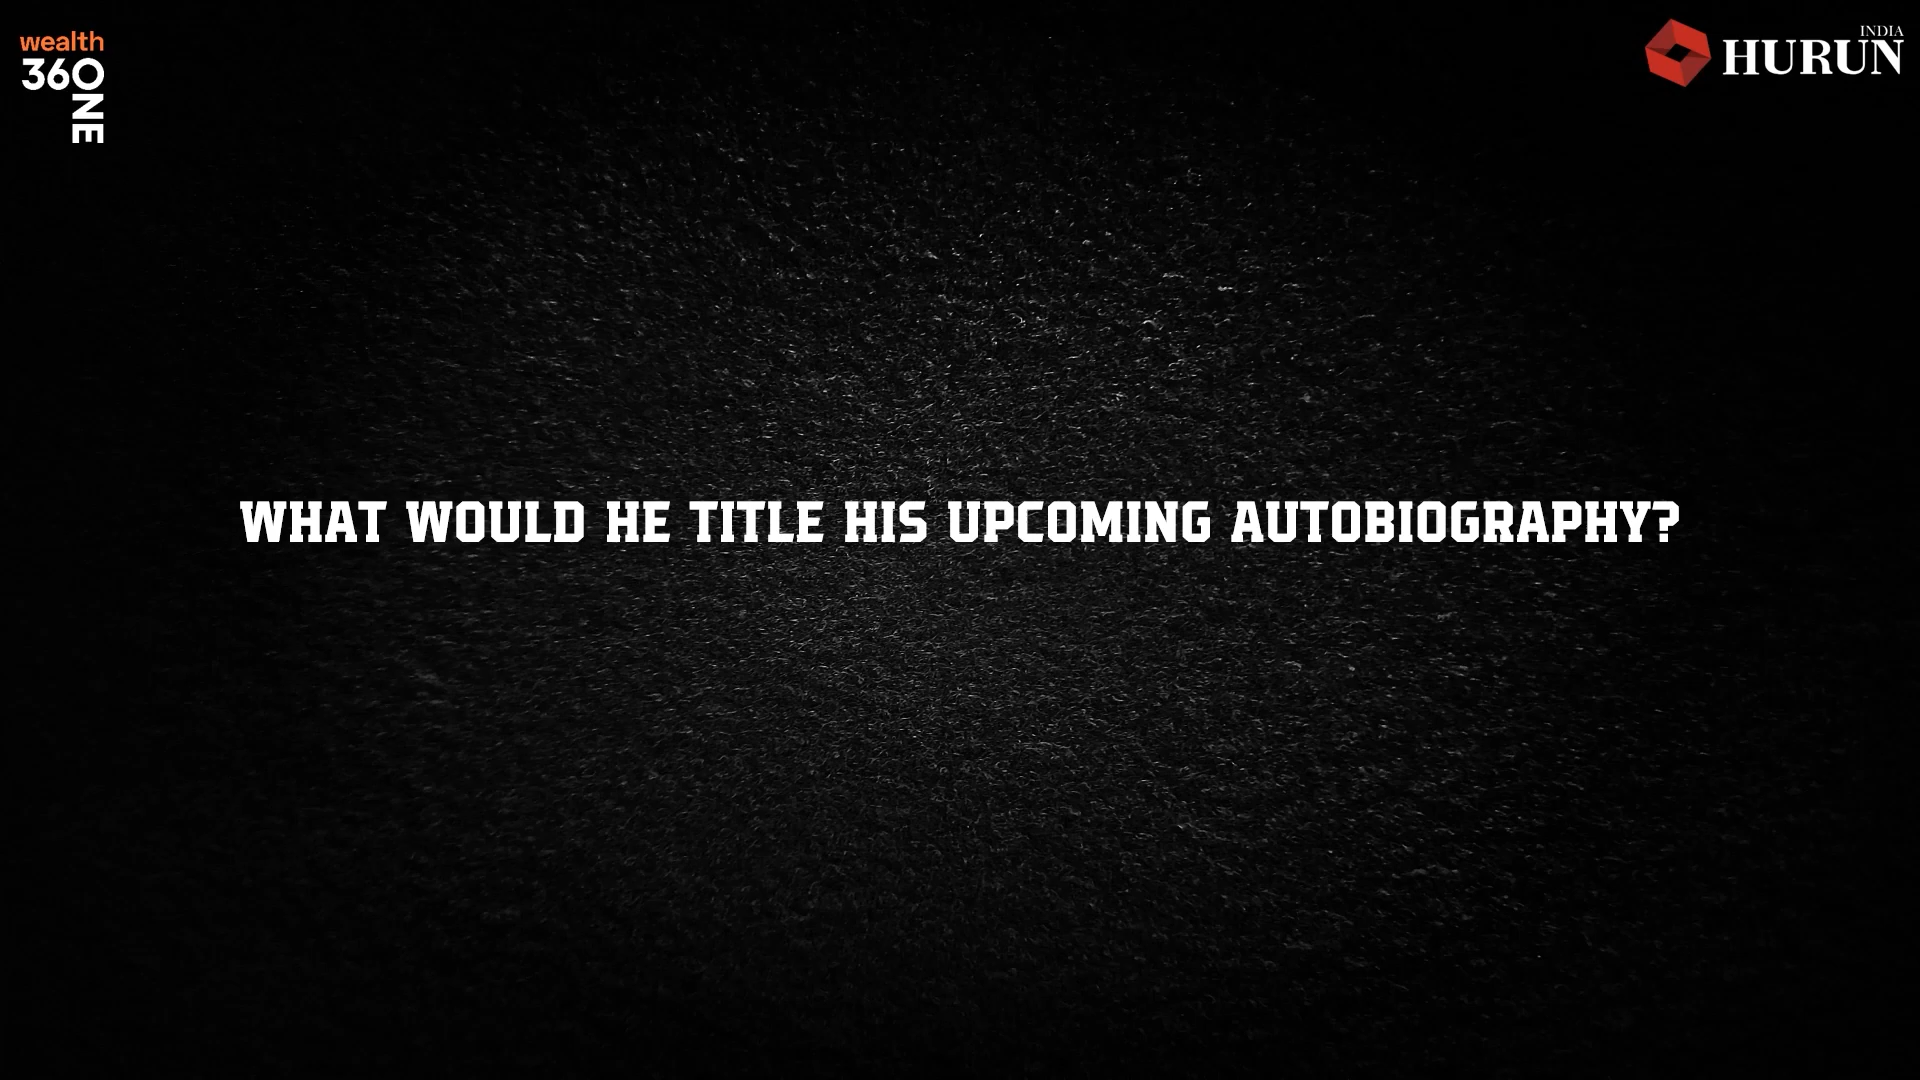 wealth
360
ONE
INDIA
HURUN
WHAT WOULD HE TITLE HIS UPCOMING AUTOBIOGRAPHY?